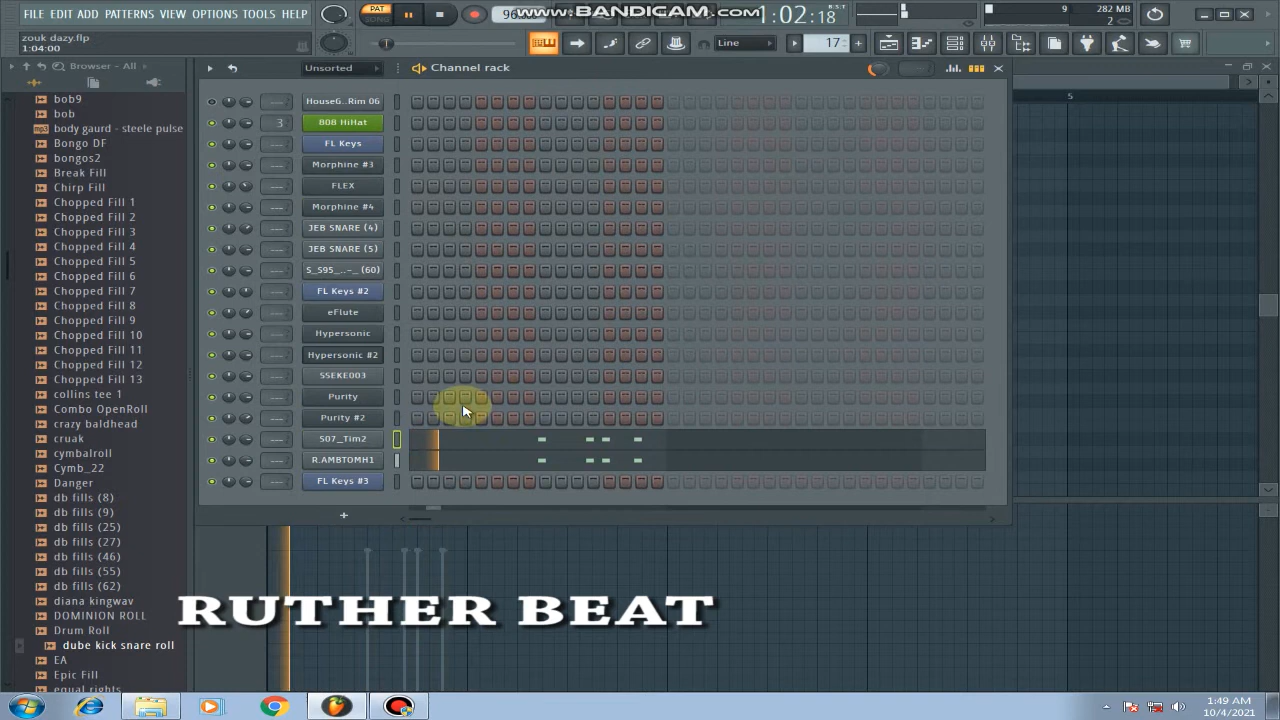 FILE EDIT ADD PATTERNS VIEW OPTIONS TOOLS HELP
PAT
SONG
www.BANDICAM.com
1:02:18
B:S:T
9
282 MB
2
zouk dazy.flp
1:04:00
Line
17
Browser - All
Unsorted
Channel rack
5
bob9
bob
body gaurd - steele pulse
Bongo DF
bongos2
Break Fill
Chirp Fill
Chopped Fill 1
Chopped Fill 2
Chopped Fill 3
Chopped Fill 4
Chopped Fill 5
Chopped Fill 6
Chopped Fill 7
Chopped Fill 8
Chopped Fill 9
Chopped Fill 10
Chopped Fill 11
Chopped Fill 12
Chopped Fill 13
collins tee 1
Combo OpenRoll
crazy baldhead
cruak
cymbalroll
Cymb_22
Danger
db fills (8)
db fills (9)
db fills (25)
db fills (27)
db fills (46)
db fills (55)
db fills (62)
diana kingwav
DOMINION ROLL
Drum Roll
dube kick snare roll
EA
Epic Fill
equal rights
HouseG..Rim 06
3
808 HiHat
FL Keys
Morphine #3
FLEX
Morphine #4
JEB SNARE (4)
JEB SNARE (5)
S_S95_..-_ (60)
FL Keys #2
eFlute
Hypersonic
Hypersonic #2
SSEKE003
Purity
Purity #2
S07_Tim2
R.AMBTOMH1
FL Keys #3
RUTHER BEAT
1:49 AM
10/4/2021